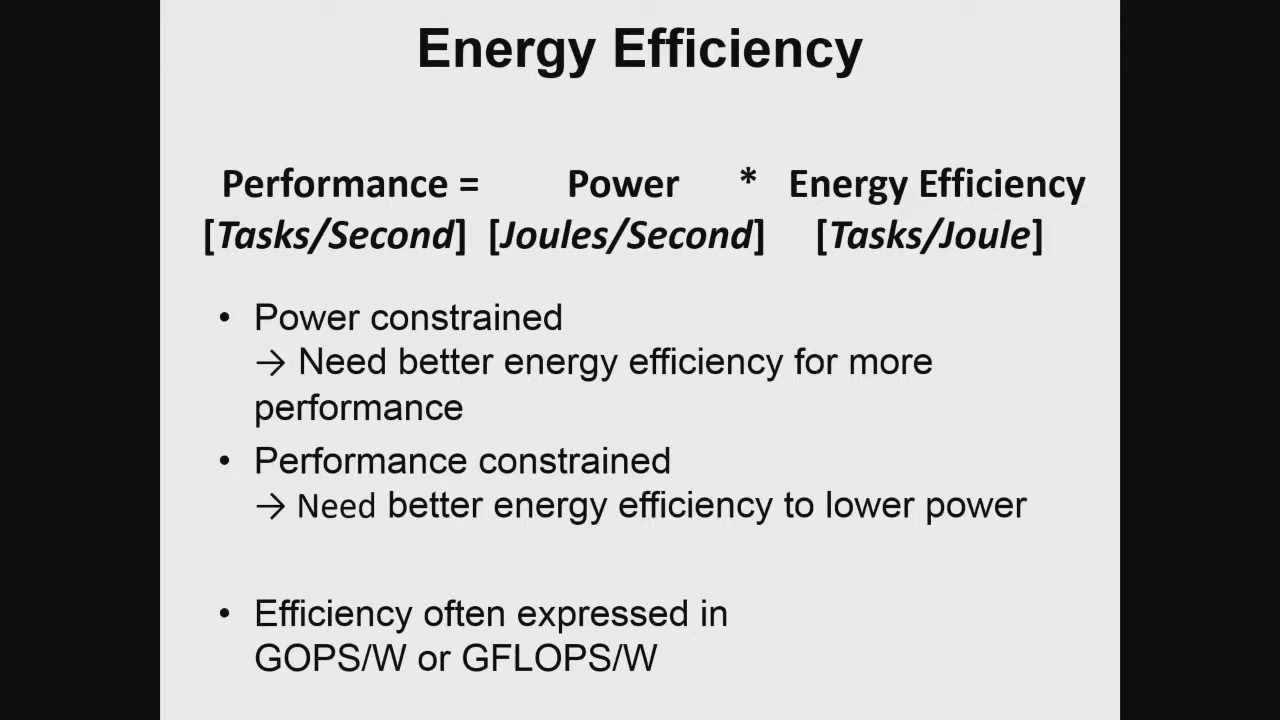 Energy Efficiency
Performance = Power * Energy Efficiency
[Tasks/Second] [Joules/Second] [Tasks/Joule]
• Power constrained
→ Need better energy efficiency for more
performance
• Performance constrained
→ Need better energy efficiency to lower power
• Efficiency often expressed in
GOPS/W or GFLOPS/W